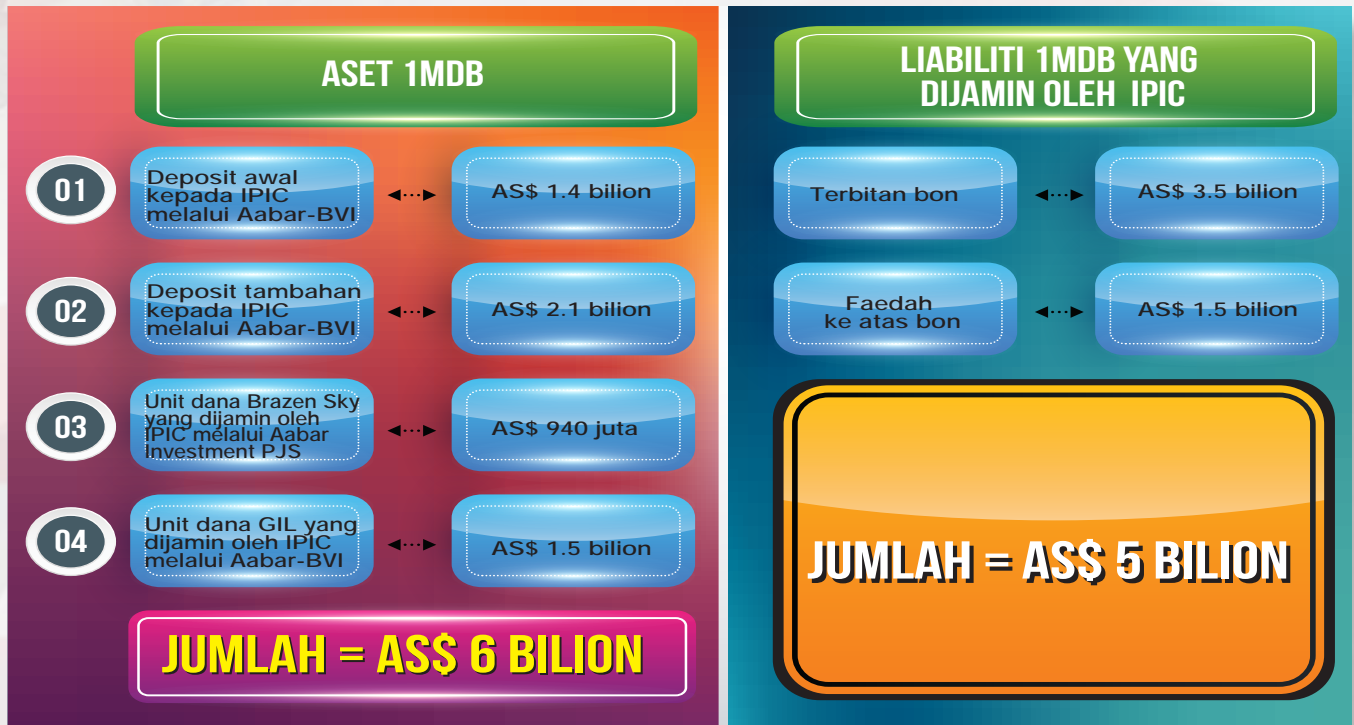 ASET 1MDB
01
Deposit awal
kepada IPIC
melalui Aabar-BVI
AS$ 1.4 bilion
02
Deposit tambahan
kepada IPIC
melalui Aabar-BVI
AS$ 2.1 bilion
03
Unit dana Brazen Sky
yang dijamin oleh
IPIC melalui Aabar
Investment PJS
AS$ 940 juta
04
Unit dana GIL yang
dijamin oleh IPIC
melalui Aabar-BVI
AS$ 1.5 bilion
JUMLAH = AS$ 6 BILION
LIABILITI 1MDB YANG
DIJAMIN OLEH IPIC
Terbitan bon
AS$ 3.5 bilion
Faedah
ke atas bon
AS$ 1.5 bilion
JUMLAH = AS$ 5 BILION